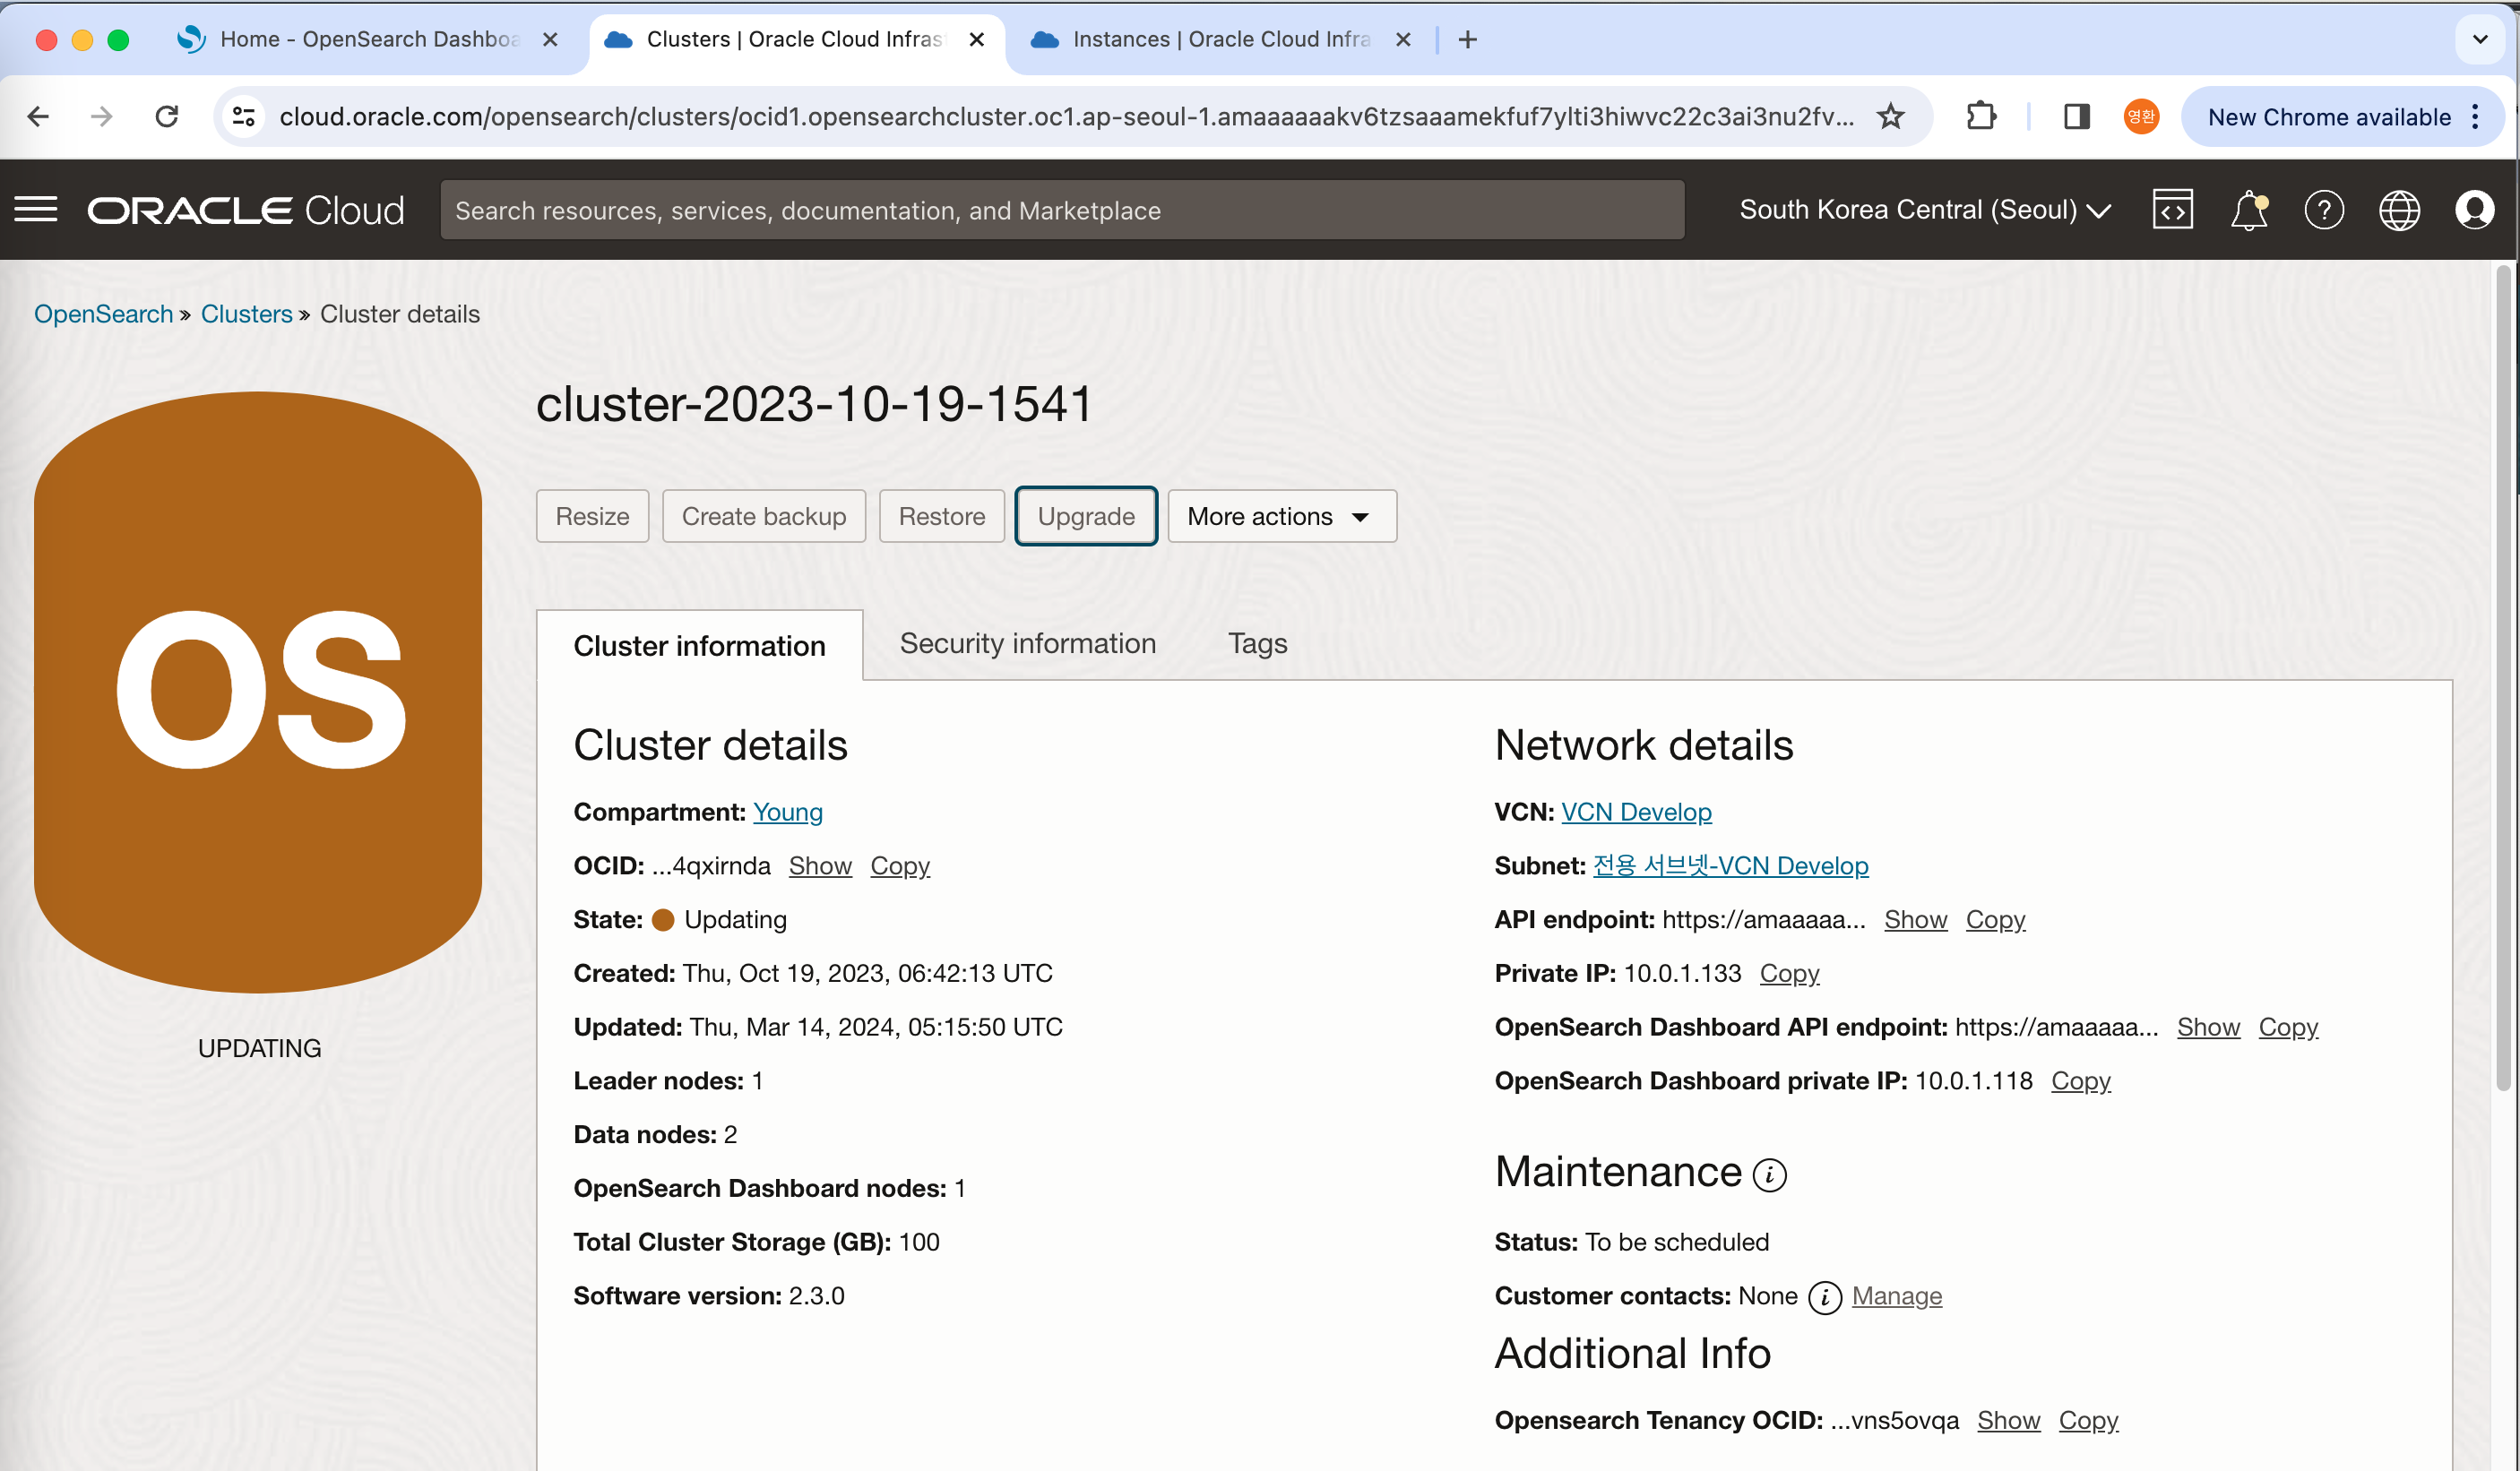 Home - OpenSearch Dashboa
Clusters | Oracle Cloud Infras
Instances | Oracle Cloud Infra
cloud.oracle.com/opensearch/clusters/ocid1.opensearchcluster.oc1.ap-seoul-1.amaaaaaakv6tzsaaamekfuf7ylti3hiwvc22c3ai3nu2fv...
영환
New Chrome available
ORACLE Cloud
Search resources, services, documentation, and Marketplace
South Korea Central (Seoul)
OpenSearch » Clusters » Cluster details
cluster-2023-10-19-1541
Resize
Create backup
Restore
Upgrade
More actions
OS
UPDATING
Cluster information
Security information
Tags
Cluster details
Compartment: Young
OCID: ...4qxirnda Show Copy
State: Updating
Created: Thu, Oct 19, 2023, 06:42:13 UTC
Updated: Thu, Mar 14, 2024, 05:15:50 UTC
Leader nodes: 1
Data nodes: 2
OpenSearch Dashboard nodes: 1
Total Cluster Storage (GB): 100
Software version: 2.3.0
Network details
VCN: VCN Develop
Subnet: 전용 서브넷-VCN Develop
API endpoint: https://amaaaaa... Show Copy
Private IP: 10.0.1.133 Copy
OpenSearch Dashboard API endpoint: https://amaaaaa... Show Copy
OpenSearch Dashboard private IP: 10.0.1.118 Copy
Maintenance
Status: To be scheduled
Customer contacts: None Manage
Additional Info
Opensearch Tenancy OCID: ...vns5ovqa Show Copy